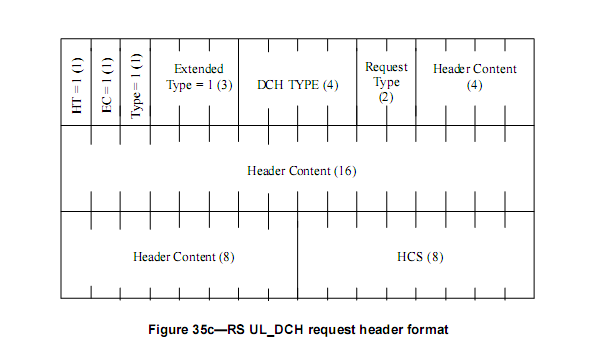 HT = 1 (1)
EC = 1 (1)
Type = 1 (1)
Extended
Type = 1 (3)
DCH TYPE (4)
Request
Type
(2)
Header Content
(4)
Header Content (16)
Header Content (8)
HCS (8)
Figure 35c—RS UL_DCH request header format